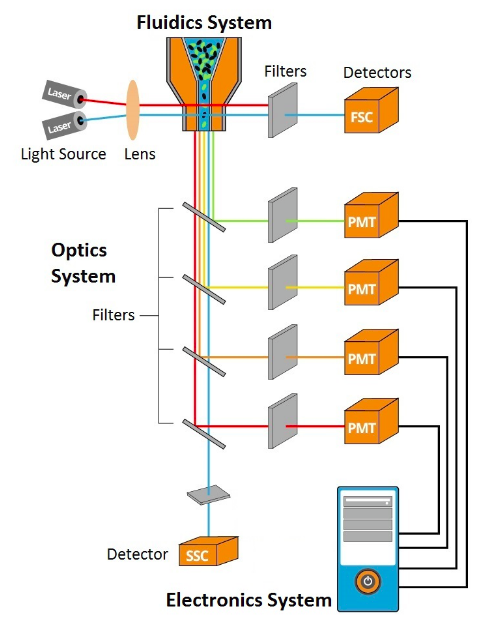 Fluidics System
Filters
Detectors
Laser
Laser
FSC
Light Source
Lens
PMT
Optics
System
PMT
Filters
PMT
PMT
Detector
SSC
Electronics System